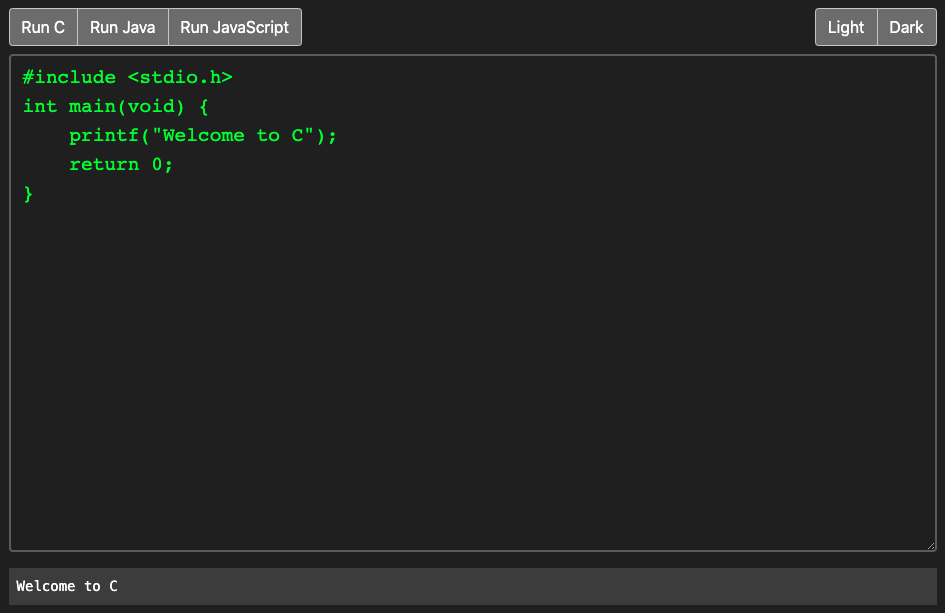 Run C Run Java Run JavaScript Light Dark
#include <stdio.h>
int main(void) {
    printf("Welcome to C");
    return 0;
}
Welcome to C